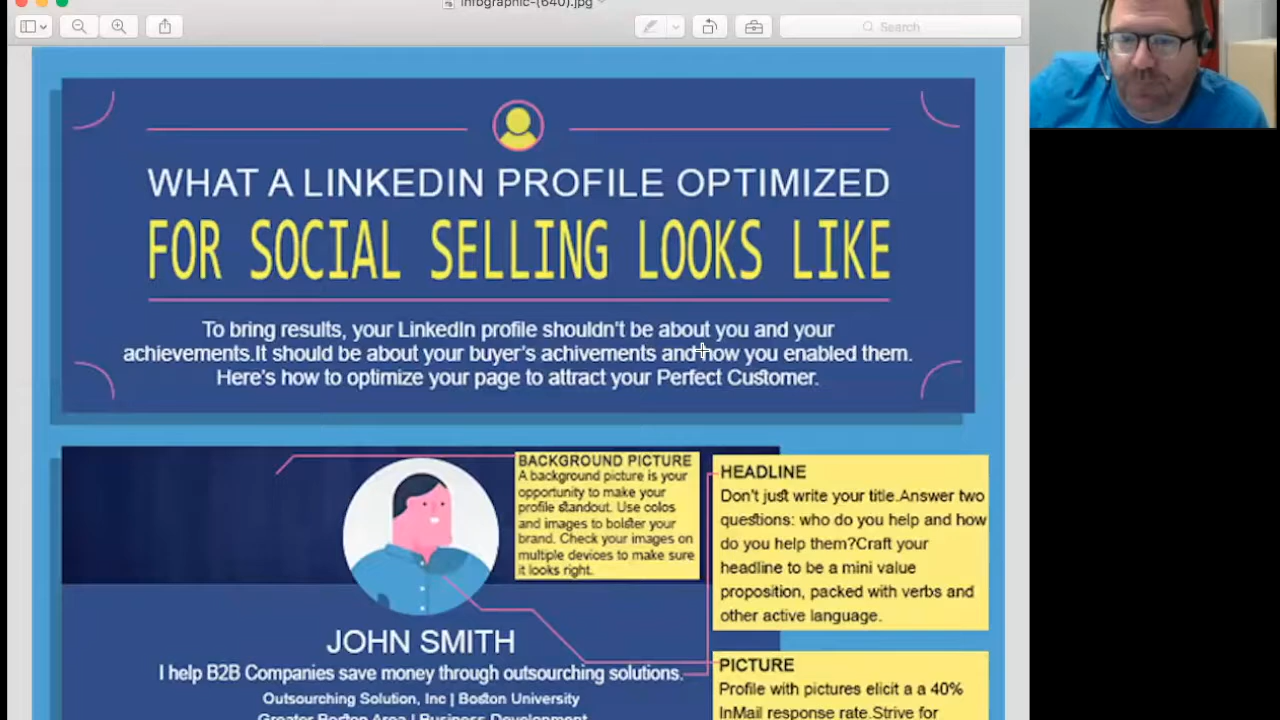 infographic-(640).jpg
Search
WHAT A LINKEDIN PROFILE OPTIMIZED
FOR SOCIAL SELLING LOOKS LIKE
To bring results, your LinkedIn profile shouldn't be about you and your
achievements.It should be about your buyer's achivements and how you enabled them.
Here's how to optimize your page to attract your Perfect Customer.
BACKGROUND PICTURE
A background picture is your
opportunity to make your
profile standout. Use colos
and images to bolster your
brand. Check your images on
multiple devices to make sure
it looks right.
HEADLINE
Don't just write your title.Answer two
questions: who do you help and how
do you help them?Craft your
headline to be a mini value
proposition, packed with verbs and
other active language.
JOHN SMITH
I help B2B Companies save money through outsourching solutions.
Outsourching Solution, Inc | Boston University
Greater Boston Area | Business Development
PICTURE
Profile with pictures elicit a a 40%
InMail response rate.Strive for